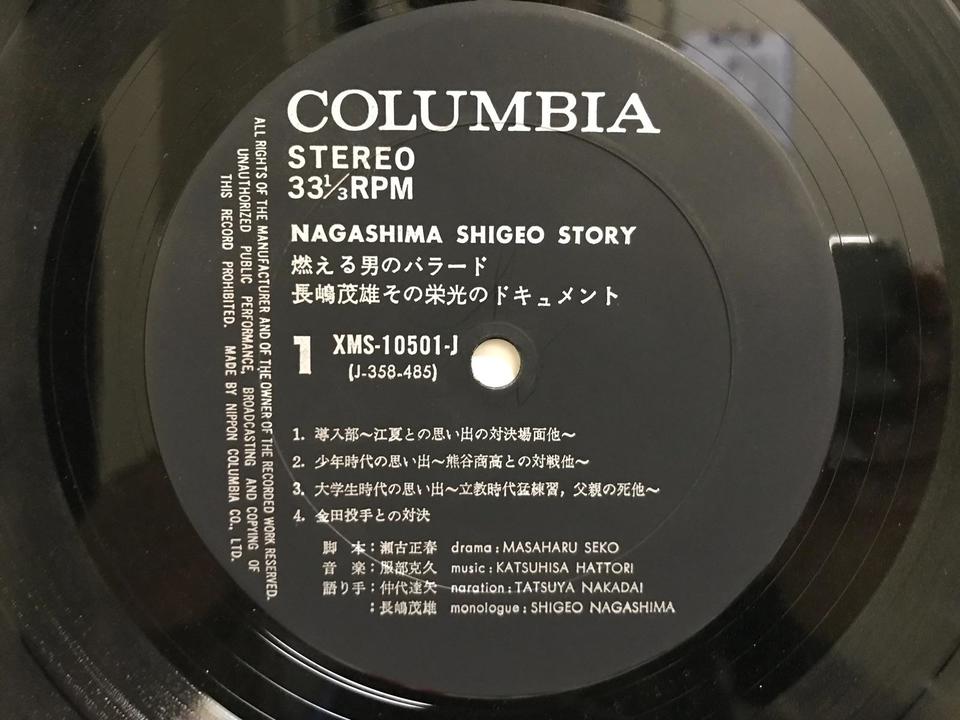 COLUMBIA
STEREO
33⅓RPM
NAGASHIMA SHIGEO STORY
燃える男のバラード
長嶋茂雄その栄光のドキュメント
1 XMS-10501-J
(J-358-485)
1. 導入部〜江夏との思い出の対決場面他〜
2. 少年時代の思い出〜熊谷商高との対戦他〜
3. 大学生時代の思い出〜立教時代猛練習，父親の死他〜
4. 金田投手との対決
脚　本：瀬古正春　drama : MASAHARU SEKO
音　楽：服部克久　music : KATSUHISA HATTORI
語り手：仲代達矢　naration : TATSUYA NAKADAI
：長嶋茂雄　monologue : SHIGEO NAGASHIMA
ALL RIGHTS OF THE MANUFACTURER AND OF THE OWNER OF THE RECORDED WORK RESERVED.
UNAUTHORIZED PUBLIC PERFORMANCE, BROADCASTING AND COPYING OF
THIS RECORD PROHIBITED. MADE BY NIPPON COLUMBIA CO., LTD.